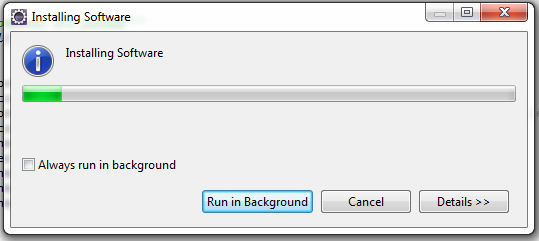 Installing Software
Installing Software
Always run in background
Run in Background
Cancel
Details >>